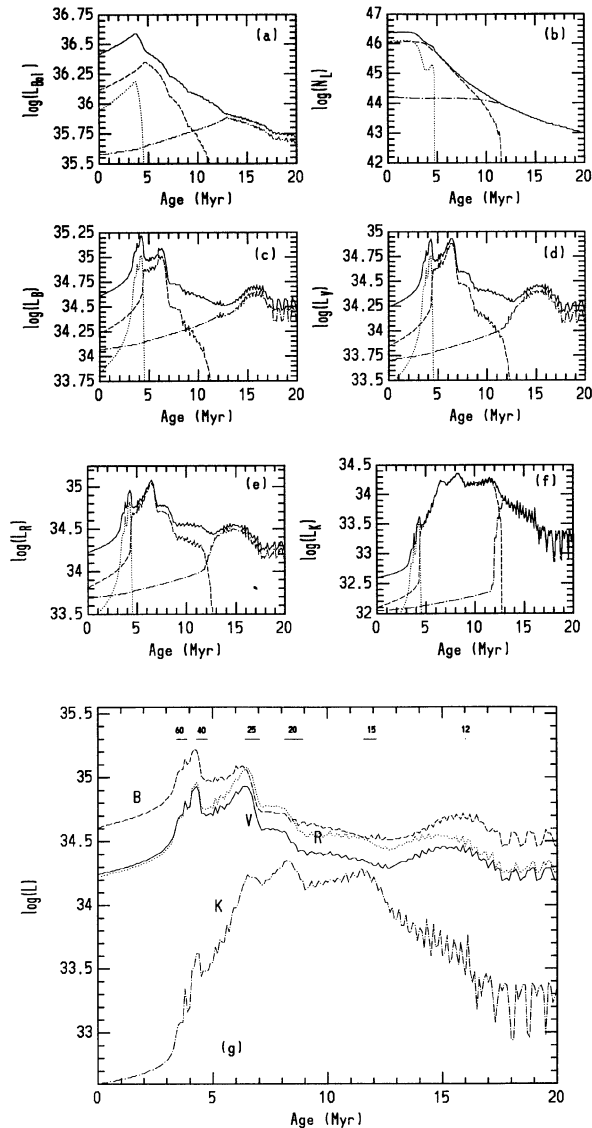 (a)
log(L_Bol)
36.5
36.25
36
35.75
35.5
0 5 10 15 20
Age (Myr)
(b)
log(N_L)
46
45
44
43
42
0 5 10 15 20
Age (Myr)
(c)
log(L_B)
35.25
35
34.75
34.5
34.25
34
33.75
0 5 10 15 20
Age (Myr)
(d)
log(L_V)
34.75
34.5
34.25
34
33.75
33.5
0 5 10 15 20
Age (Myr)
(e)
log(L_R)
35
34.5
34
33.5
0 5 10 15 20
Age (Myr)
(f)
log(L_K)
34.5
34
33.5
33
32.5
32
0 5 10 15 20
Age (Myr)
35.5
60 40 25 20 15 12
35
B
V
R
34.5
log(L)
34
K
33.5
33
(g)
0 5 10 15 20
Age (Myr)